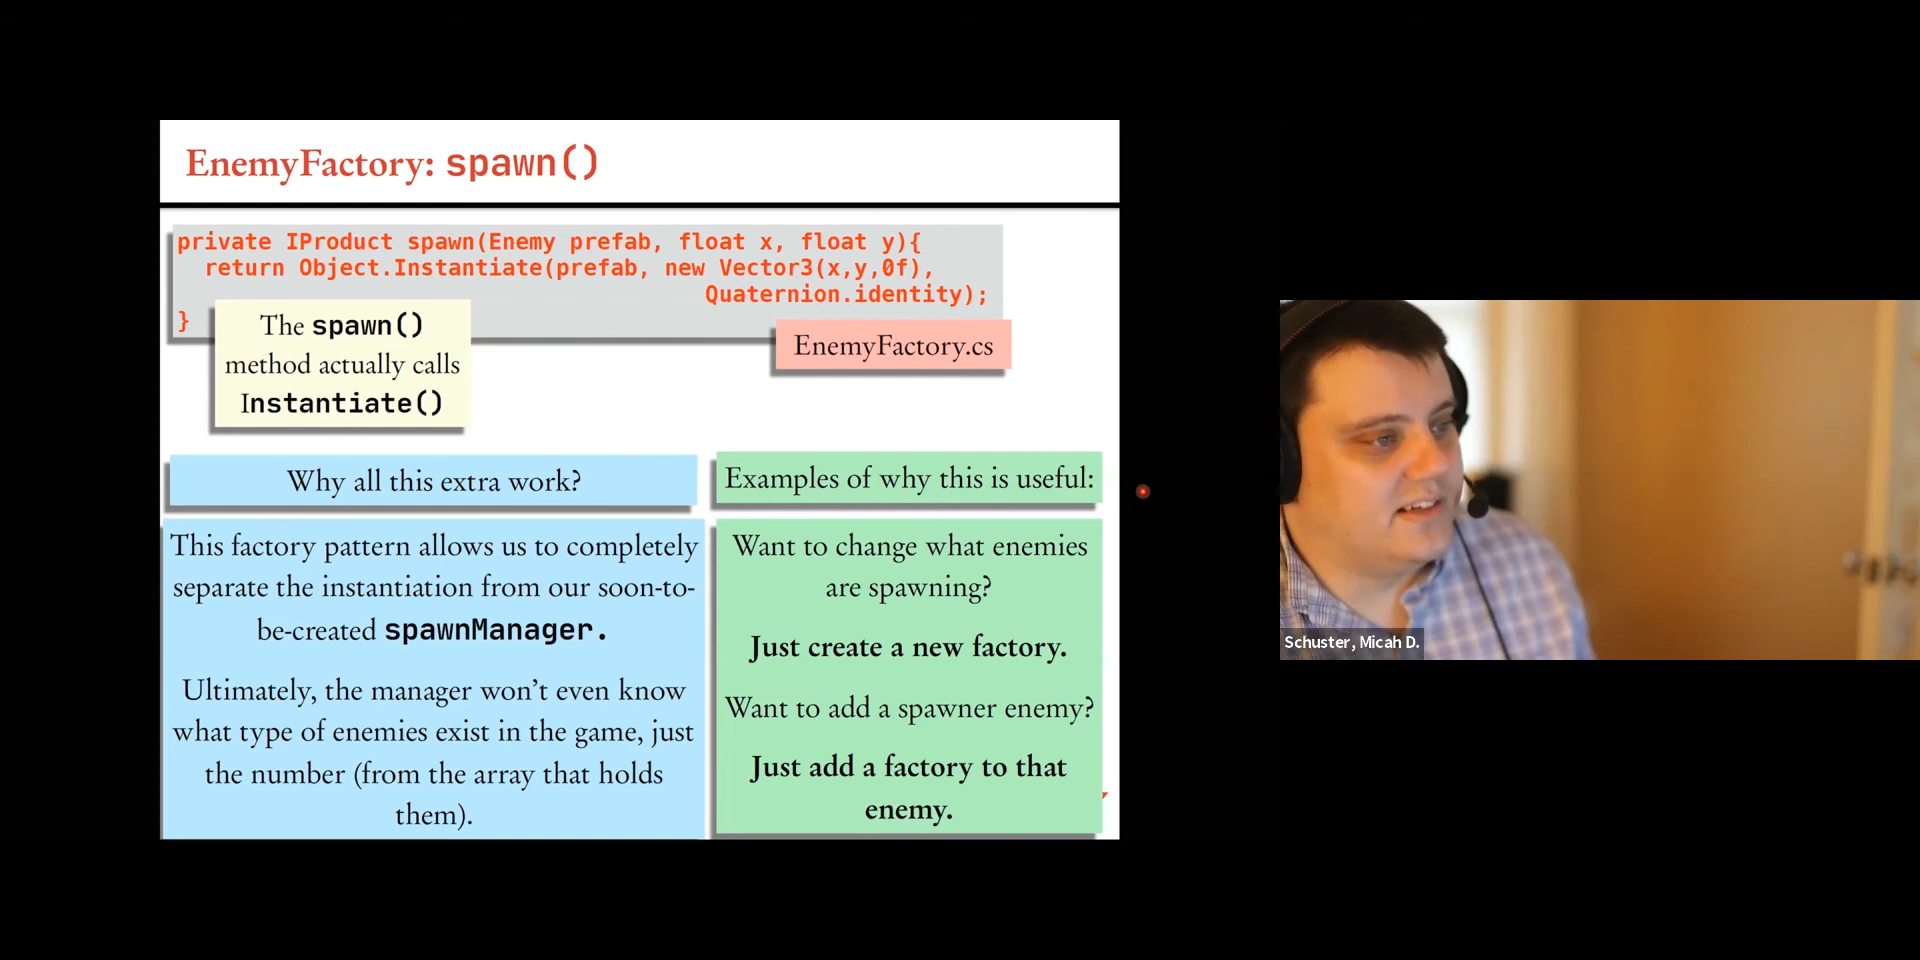 EnemyFactory: spawn()
private IProduct spawn(Enemy prefab, float x, float y){
return Object.Instantiate(prefab, new Vector3(x,y,0f),
Quaternion.identity);
}
The spawn()
method actually calls
Instantiate()
EnemyFactory.cs
Why all this extra work?
This factory pattern allows us to completely
separate the instantiation from our soon-to-
be-created spawnManager.
Ultimately, the manager won't even know
what type of enemies exist in the game, just
the number (from the array that holds
them).
Examples of why this is useful:
Want to change what enemies
are spawning?
Just create a new factory.
Want to add a spawner enemy?
Just add a factory to that
enemy.
Schuster, Micah D.